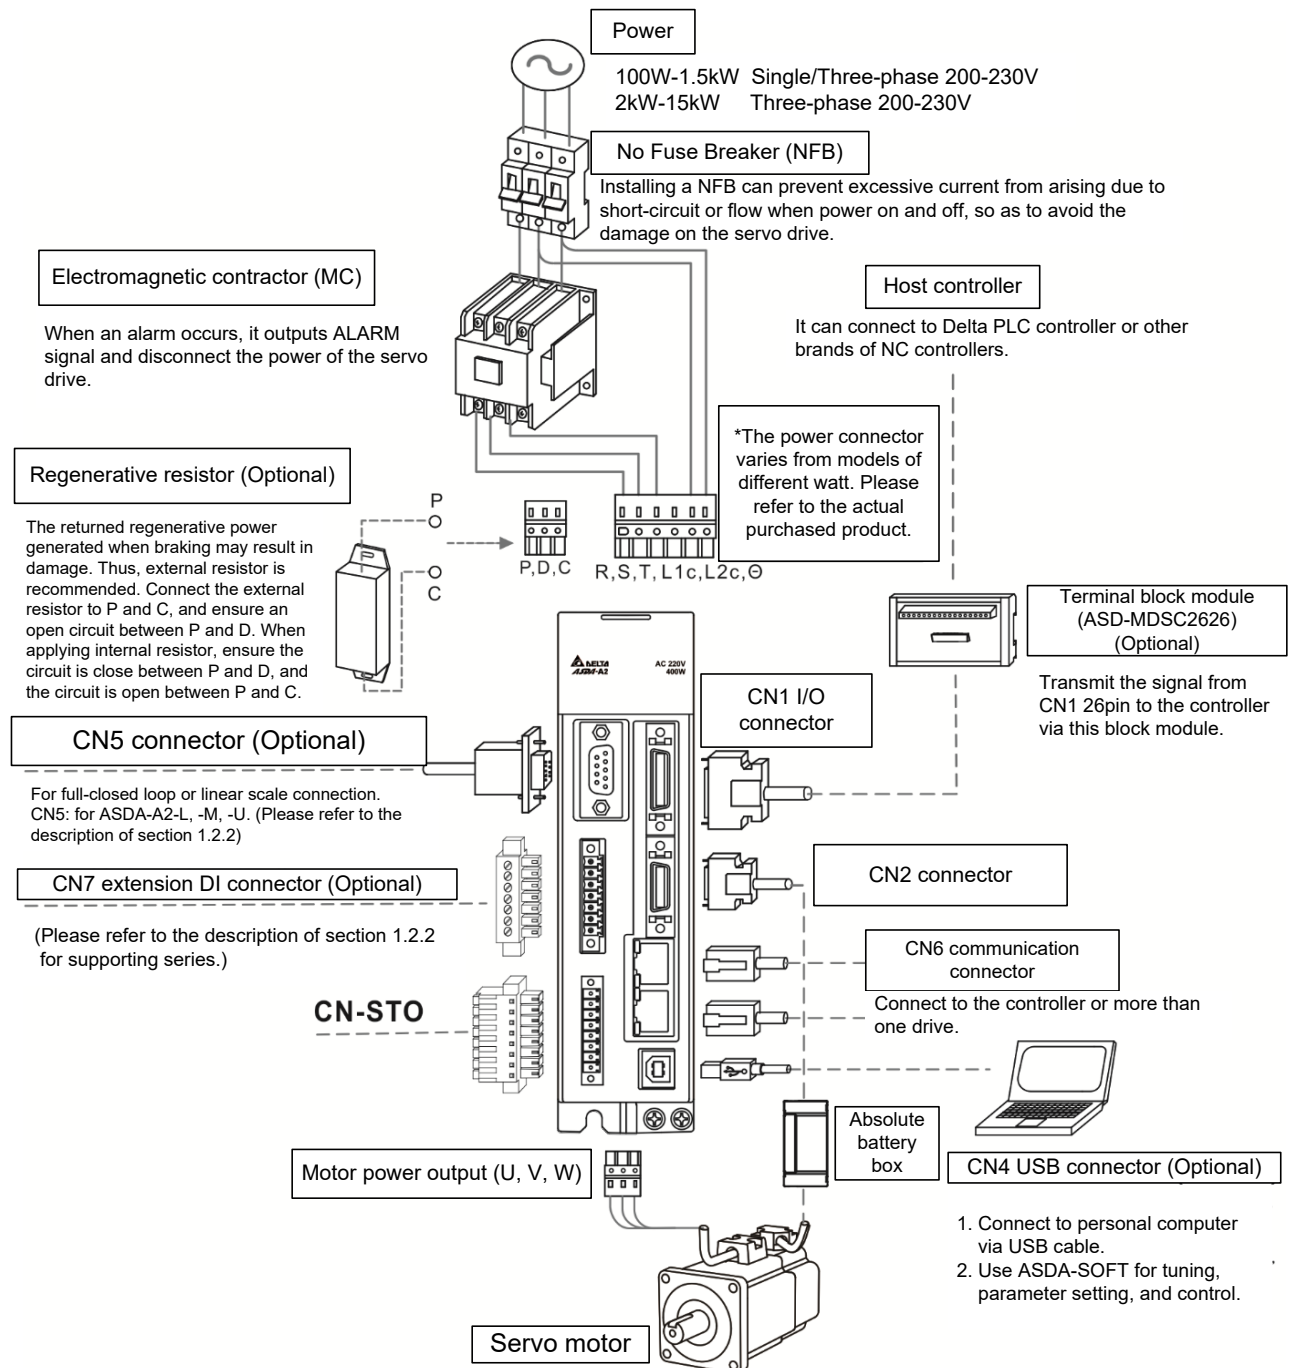 Power
100W-1.5kW Single/Three-phase 200-230V
2kW-15kW Three-phase 200-230V
No Fuse Breaker (NFB)
Installing a NFB can prevent excessive current from arising due to
short-circuit or flow when power on and off, so as to avoid the
damage on the servo drive.
Electromagnetic contractor (MC)
When an alarm occurs, it outputs ALARM
signal and disconnect the power of the servo
drive.
Host controller
It can connect to Delta PLC controller or other
brands of NC controllers.
*The power connector
varies from models of
different watt. Please
refer to the actual
purchased product.
Regenerative resistor (Optional)
The returned regenerative power
generated when braking may result in
damage. Thus, external resistor is
recommended. Connect the external
resistor to P and C, and ensure an
open circuit between P and D. When
applying internal resistor, ensure the
circuit is close between P and D, and
the circuit is open between P and C.
P
C
P,D,C
R,S,T, L1c,L2c,Θ
Terminal block module
(ASD-MDSC2626)
(Optional)
Transmit the signal from
CN1 26pin to the controller
via this block module.
DELTA
ASDA-A2
AC 220V
400W
CN1 I/O
connector
CN5 connector (Optional)
For full-closed loop or linear scale connection.
CN5: for ASDA-A2-L, -M, -U. (Please refer to the
description of section 1.2.2)
CN7 extension DI connector (Optional)
(Please refer to the description of section 1.2.2
for supporting series.)
CN2 connector
CN6 communication
connector
Connect to the controller or more than
one drive.
CN-STO
Absolute
battery
box
CN4 USB connector (Optional)
1. Connect to personal computer
via USB cable.
2. Use ASDA-SOFT for tuning,
parameter setting, and control.
Motor power output (U, V, W)
Servo motor